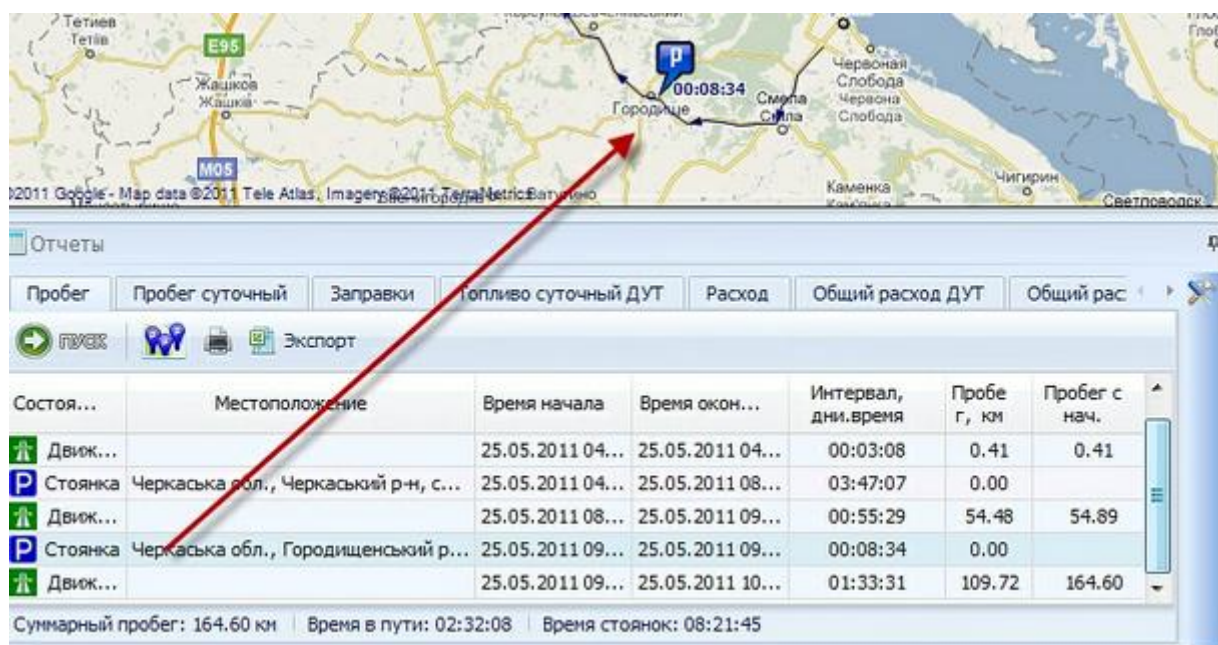 Тетиев
Тетіїв
E95
Жашков
Жашків
M05
00:08:34
Городище
Смела
Сміла
Червоная
Слобода
Червона
Слобода
Чигирин
Каменка
Ватутино
Светловодск
©2011 Google - Map data ©2011 Tele Atlas, Imagery ©2011 TerraMetrics
Отчеты
Пробег Пробег суточный Заправки Топливо суточный ДУТ Расход Общий расход ДУТ Общий рас
ПУСК Экспорт
Состоя... Местоположение Время начала Время окон... Интервал, дни.время Пробег, км Пробег с нач.
Движ... 25.05.2011 04... 25.05.2011 04... 00:03:08 0.41 0.41
P Стоянка Черкаська обл., Черкаський р-н, с... 25.05.2011 04... 25.05.2011 08... 03:47:07 0.00
Движ... 25.05.2011 08... 25.05.2011 09... 00:55:29 54.48 54.89
P Стоянка Черкаська обл., Городищенський р... 25.05.2011 09... 25.05.2011 09... 00:08:34 0.00
Движ... 25.05.2011 09... 25.05.2011 10... 01:33:31 109.72 164.60
Суммарный пробег: 164.60 км Время в пути: 02:32:08 Время стоянок: 08:21:45